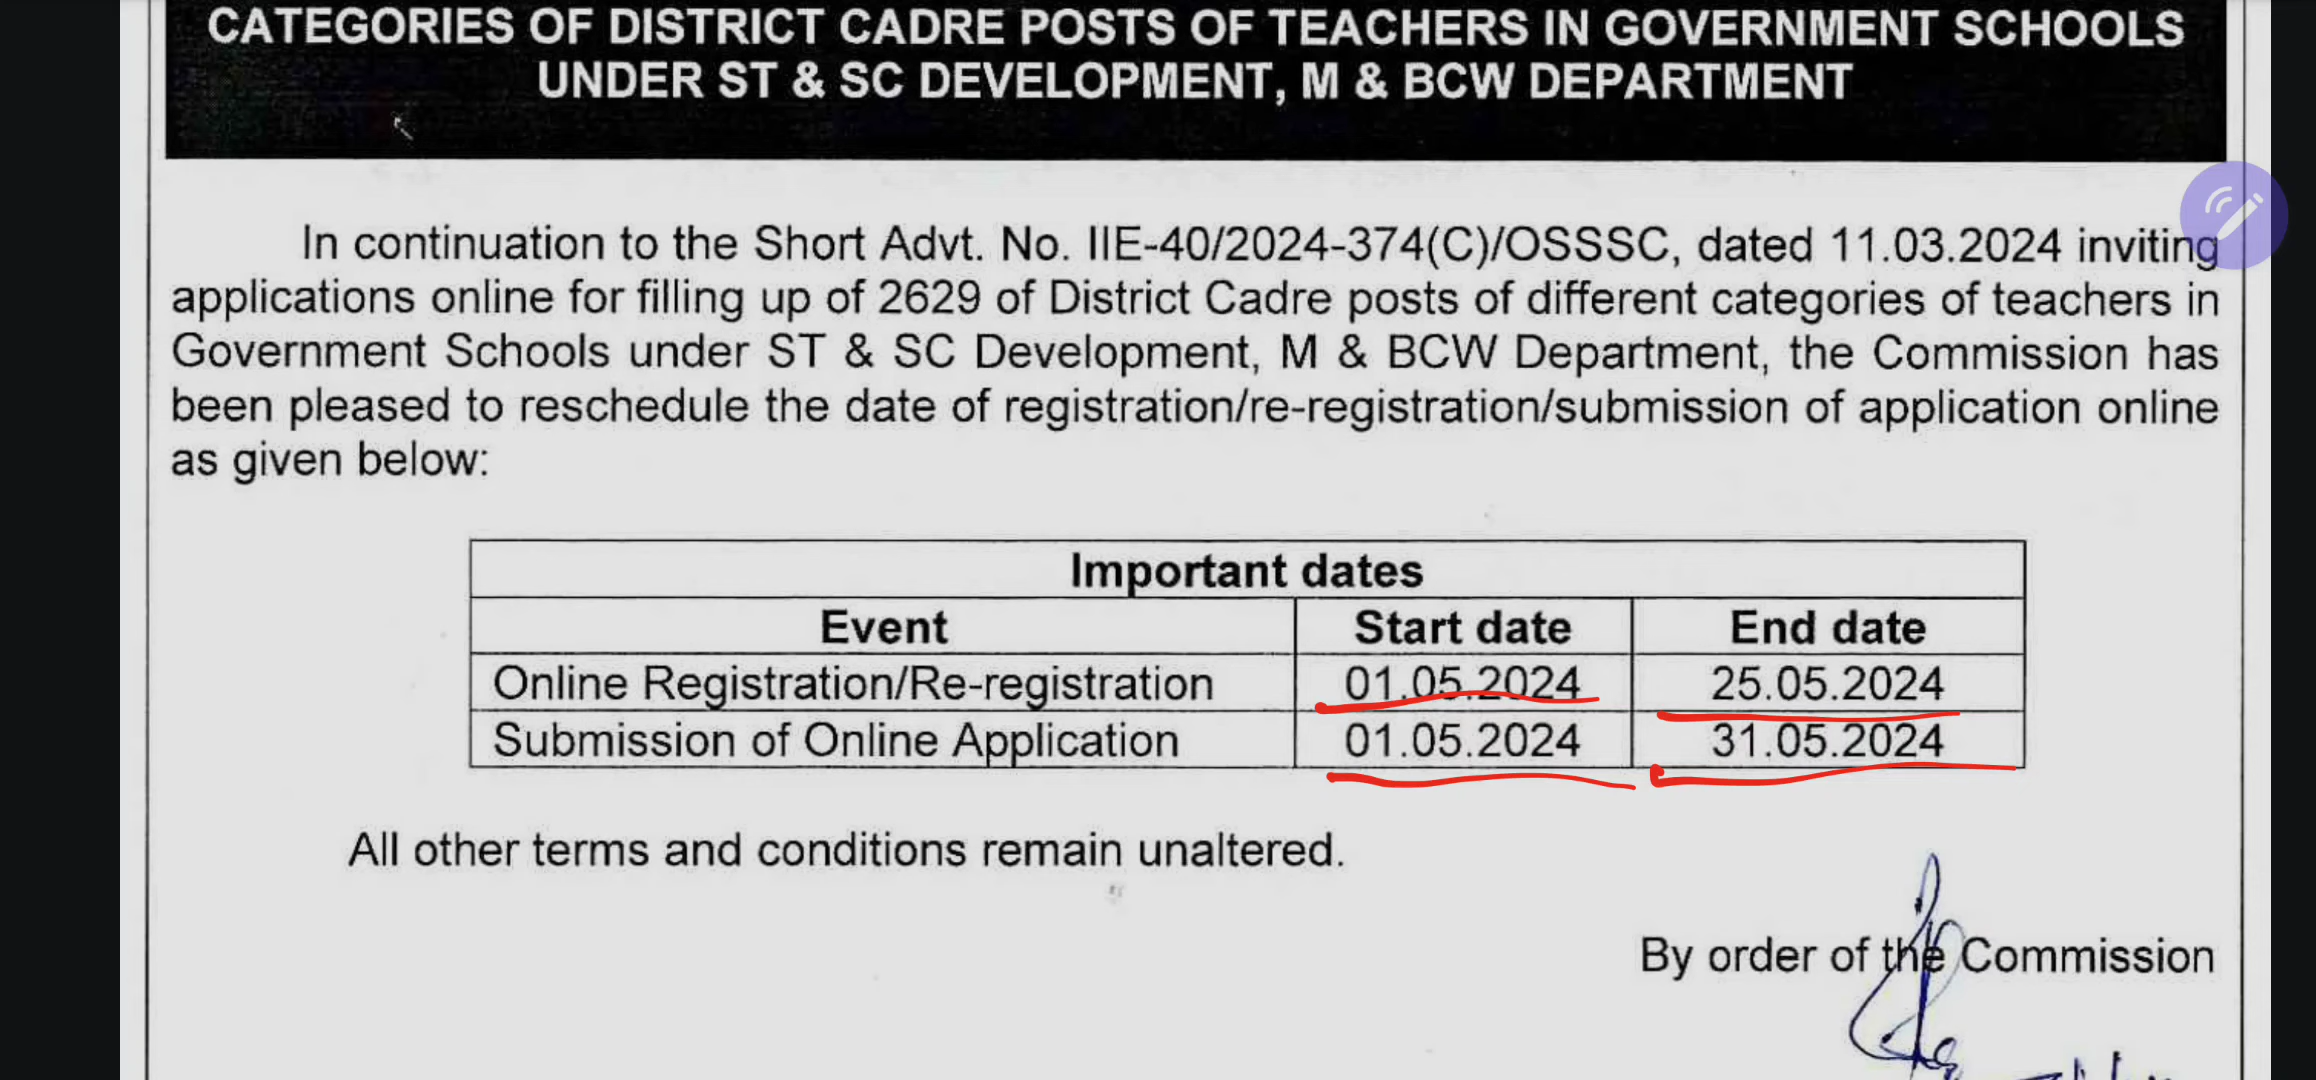 CATEGORIES OF DISTRICT CADRE POSTS OF TEACHERS IN GOVERNMENT SCHOOLS
UNDER ST & SC DEVELOPMENT, M & BCW DEPARTMENT
In continuation to the Short Advt. No. IIE-40/2024-374(C)/OSSSC, dated 11.03.2024 inviting
applications online for filling up of 2629 of District Cadre posts of different categories of teachers in
Government Schools under ST & SC Development, M & BCW Department, the Commission has
been pleased to reschedule the date of registration/re-registration/submission of application online
as given below:
Important dates
Event Start date End date
Online Registration/Re-registration 01.05.2024 25.05.2024
Submission of Online Application 01.05.2024 31.05.2024
All other terms and conditions remain unaltered.
By order of the Commission